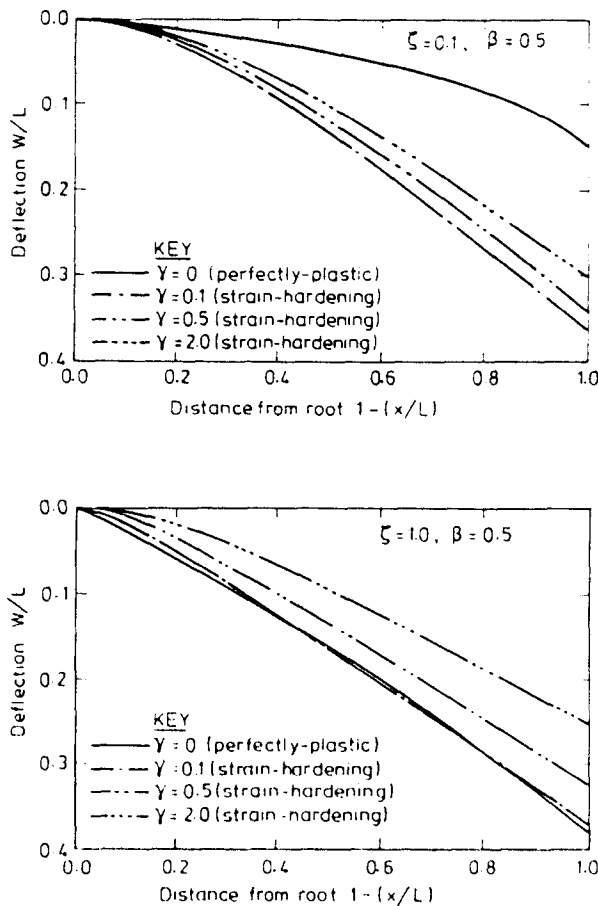 ζ=0.1, β=0.5
Deflection W/L
0.0
0.1
0.2
0.3
0.4
KEY
γ=0 (perfectly-plastic)
γ=0.1 (strain-hardening)
γ=0.5 (strain-hardening)
γ=2.0 (strain-hardening)
0.0 0.2 0.4 0.6 0.8 1.0
Distance from root 1-(x/L)
ζ=1.0, β=0.5
Deflection W/L
0.0
0.1
0.2
0.3
0.4
KEY
γ=0 (perfectly-plastic)
γ=0.1 (strain-hardening)
γ=0.5 (strain-hardening)
γ=2.0 (strain-hardening)
0.0 0.2 0.4 0.6 0.8 1.0
Distance from root 1-(x/L)